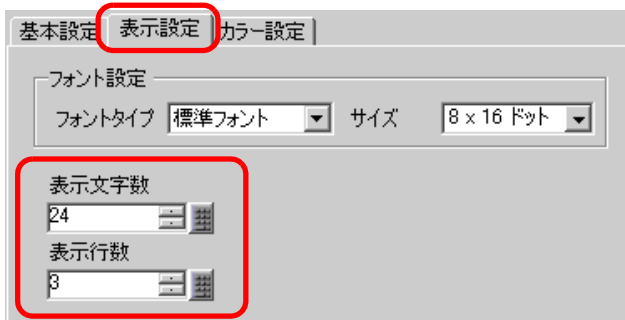 基本設定 表示設定 カラー設定
フォント設定
フォントタイプ 標準フォント サイズ 8 x 16 ドット
表示文字数
24
表示行数
3